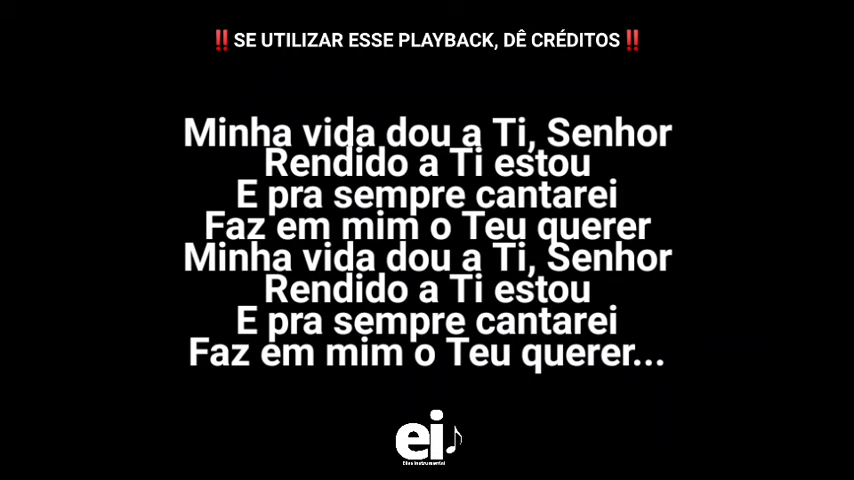 ‼️SE UTILIZAR ESSE PLAYBACK, DÊ CRÉDITOS‼️
Minha vida dou a Ti, Senhor
Rendido a Ti estou
E pra sempre cantarei
Faz em mim o Teu querer
Minha vida dou a Ti, Senhor
Rendido a Ti estou
E pra sempre cantarei
Faz em mim o Teu querer...
ei